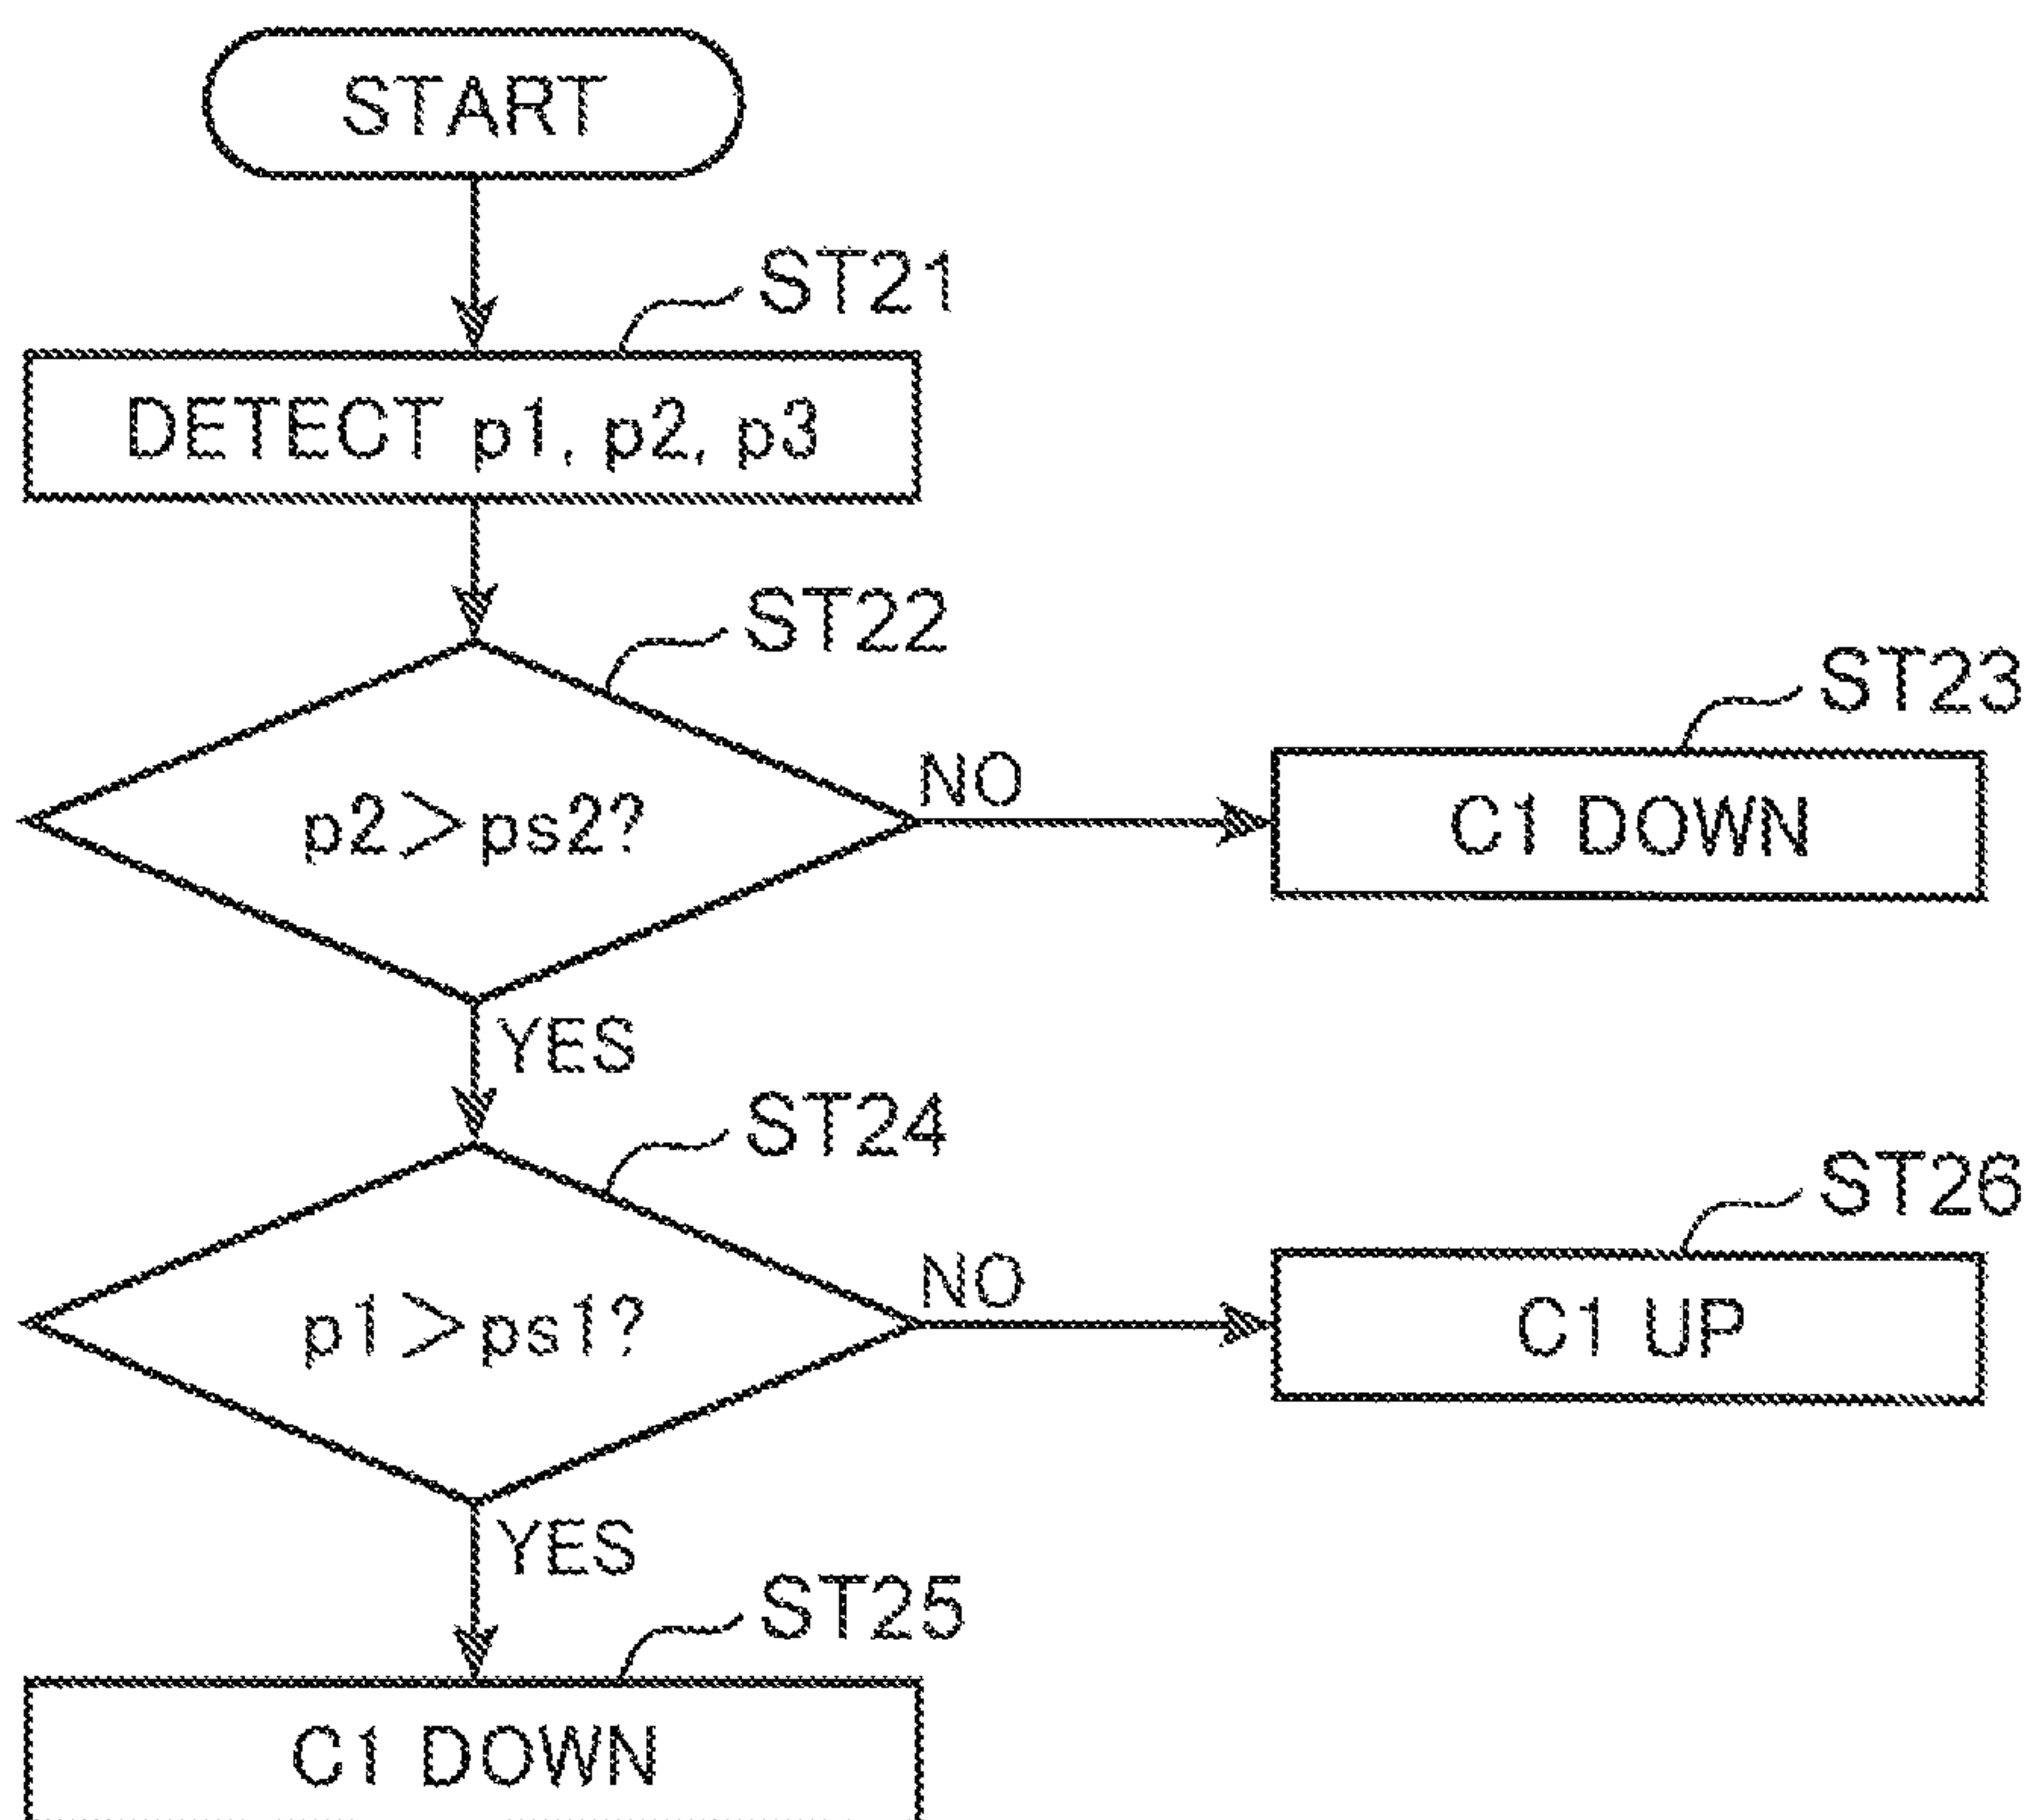 START
ST21
DETECT p1, p2, p3
ST22
p2>ps2?
NO
ST23
C1 DOWN
YES
ST24
p1>ps1?
NO
ST26
C1 UP
YES
ST25
C1 DOWN